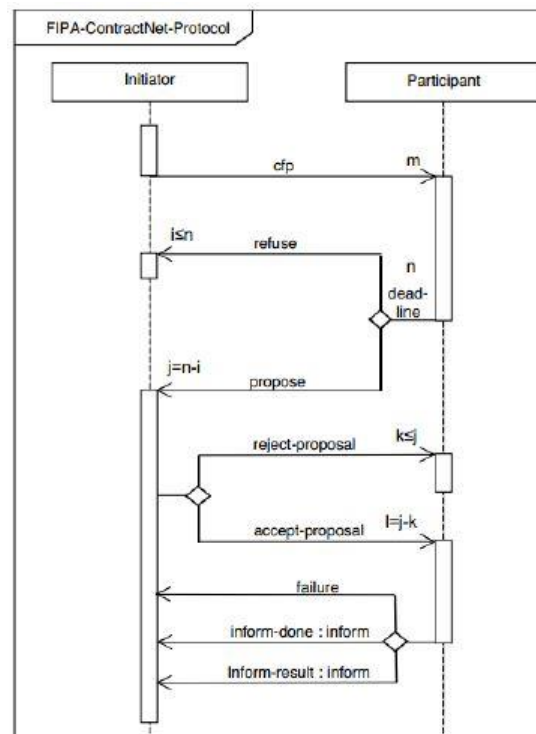 FIPA-ContractNet-Protocol
Initiator
Participant
cfp
m
i≤n
refuse
n
dead-
line
j=n-i
propose
reject-proposal
k≤j
accept-proposal
l=j-k
failure
inform-done : inform
Inform-result : inform